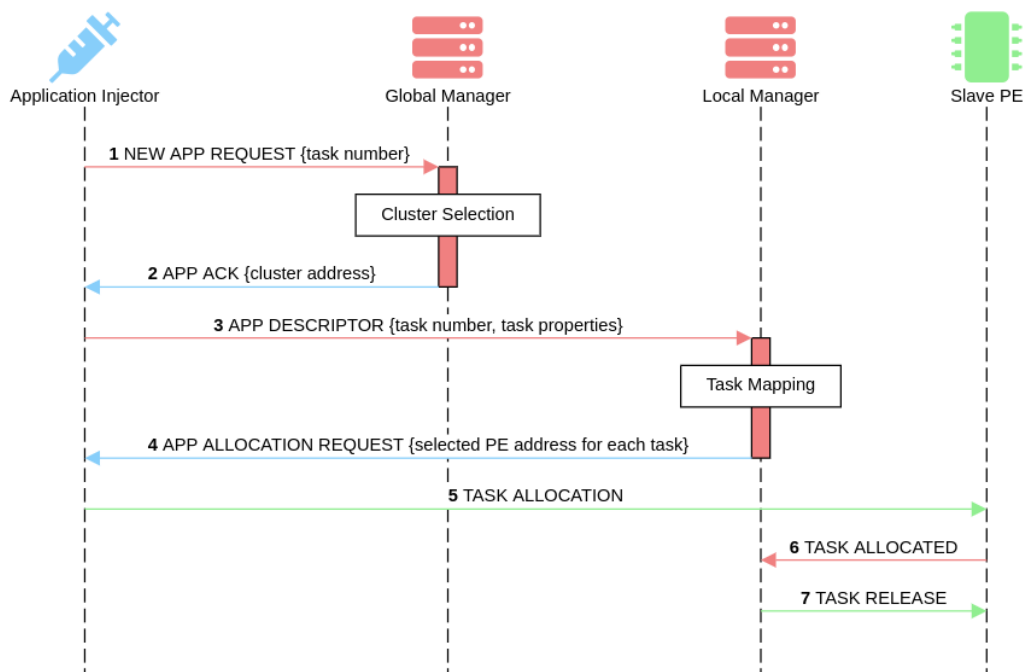 Application Injector
Global Manager
Local Manager
Slave PE
1 NEW APP REQUEST {task number}
Cluster Selection
2 APP ACK {cluster address}
3 APP DESCRIPTOR {task number, task properties}
Task Mapping
4 APP ALLOCATION REQUEST {selected PE address for each task}
5 TASK ALLOCATION
6 TASK ALLOCATED
7 TASK RELEASE